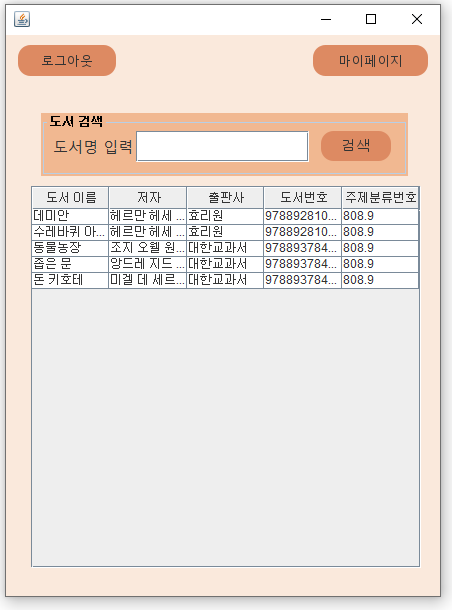 로그아웃 마이페이지
도서 검색
도서명 입력 검색
도서 이름 저자 출판사 도서번호 주제분류번호
데미안 헤르만 헤세 ... 효리원 978892810... 808.9
수레바퀴 아... 헤르만 헤세 ... 효리원 978892810... 808.9
동물농장 조지 오웰 원... 대한교과서 978893784... 808.9
좁은 문 앙드레 지드 ... 대한교과서 978893784... 808.9
돈 키호테 미겔 데 세르... 대한교과서 978893784... 808.9